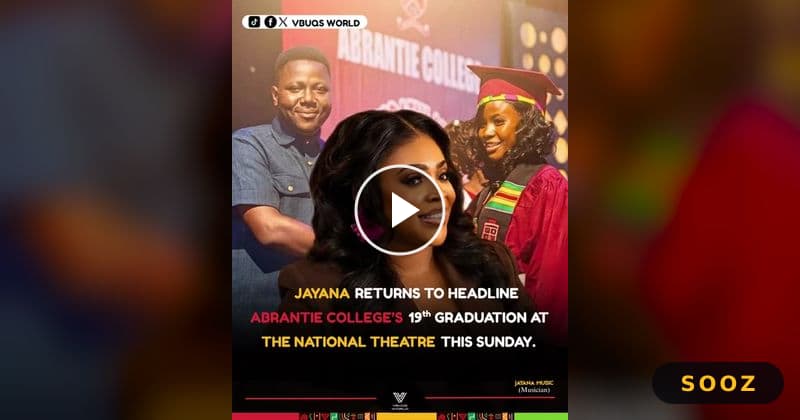 VBUGS WORLD
ABRANTIE COLLEGE
JAYANA RETURNS TO HEADLINE
ABRANTIE COLLEGE'S 19th GRADUATION AT
THE NATIONAL THEATRE THIS SUNDAY.
JAYANA MUSIC
(Musician)
SOOZ